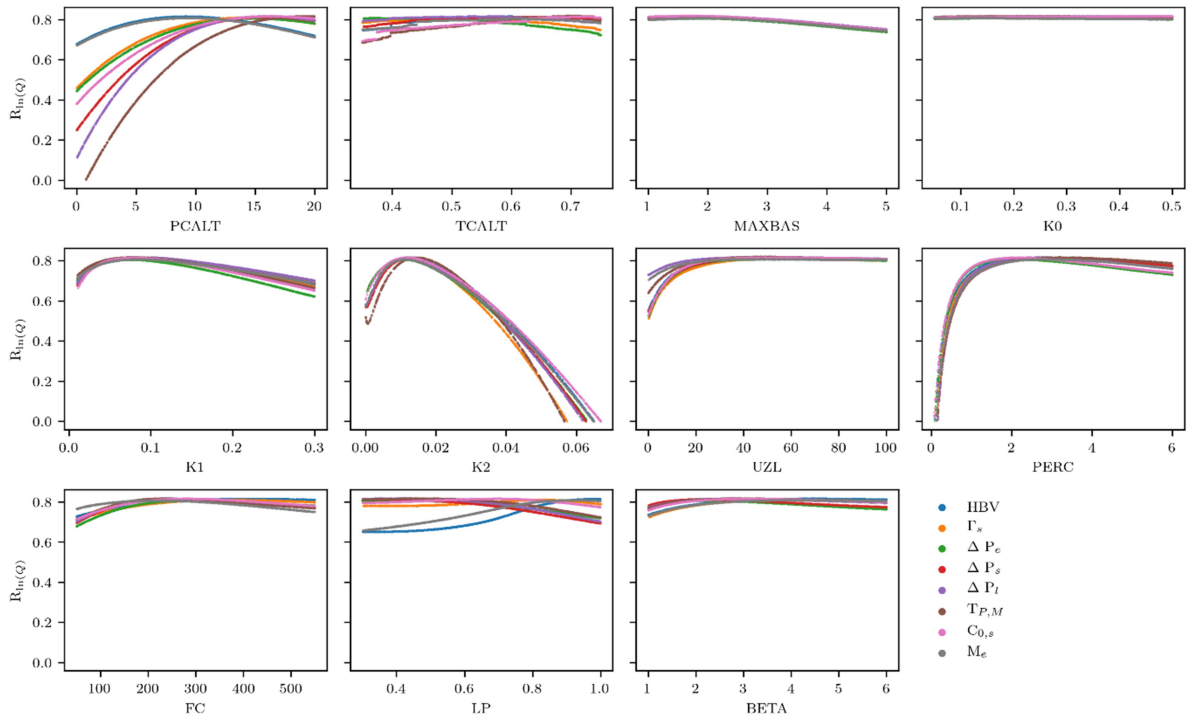 R_ln(Q)
0.8
0.6
0.4
0.2
0.0
0 5 10 15 20
PCALT
0.4 0.5 0.6 0.7
TCALT
1 2 3 4 5
MAXBAS
0.1 0.2 0.3 0.4 0.5
K0
R_ln(Q)
0.8
0.6
0.4
0.2
0.0
0.0 0.1 0.2 0.3
K1
0.00 0.02 0.04 0.06
K2
0 20 40 60 80 100
UZL
0 2 4 6
PERC
R_ln(Q)
0.8
0.6
0.4
0.2
0.0
100 200 300 400 500
FC
0.4 0.6 0.8 1.0
LP
1 2 3 4 5 6
BETA
HBV
Γ_s
Δ P_e
Δ P_s
Δ P_l
T_P,M
C_0,s
M_e